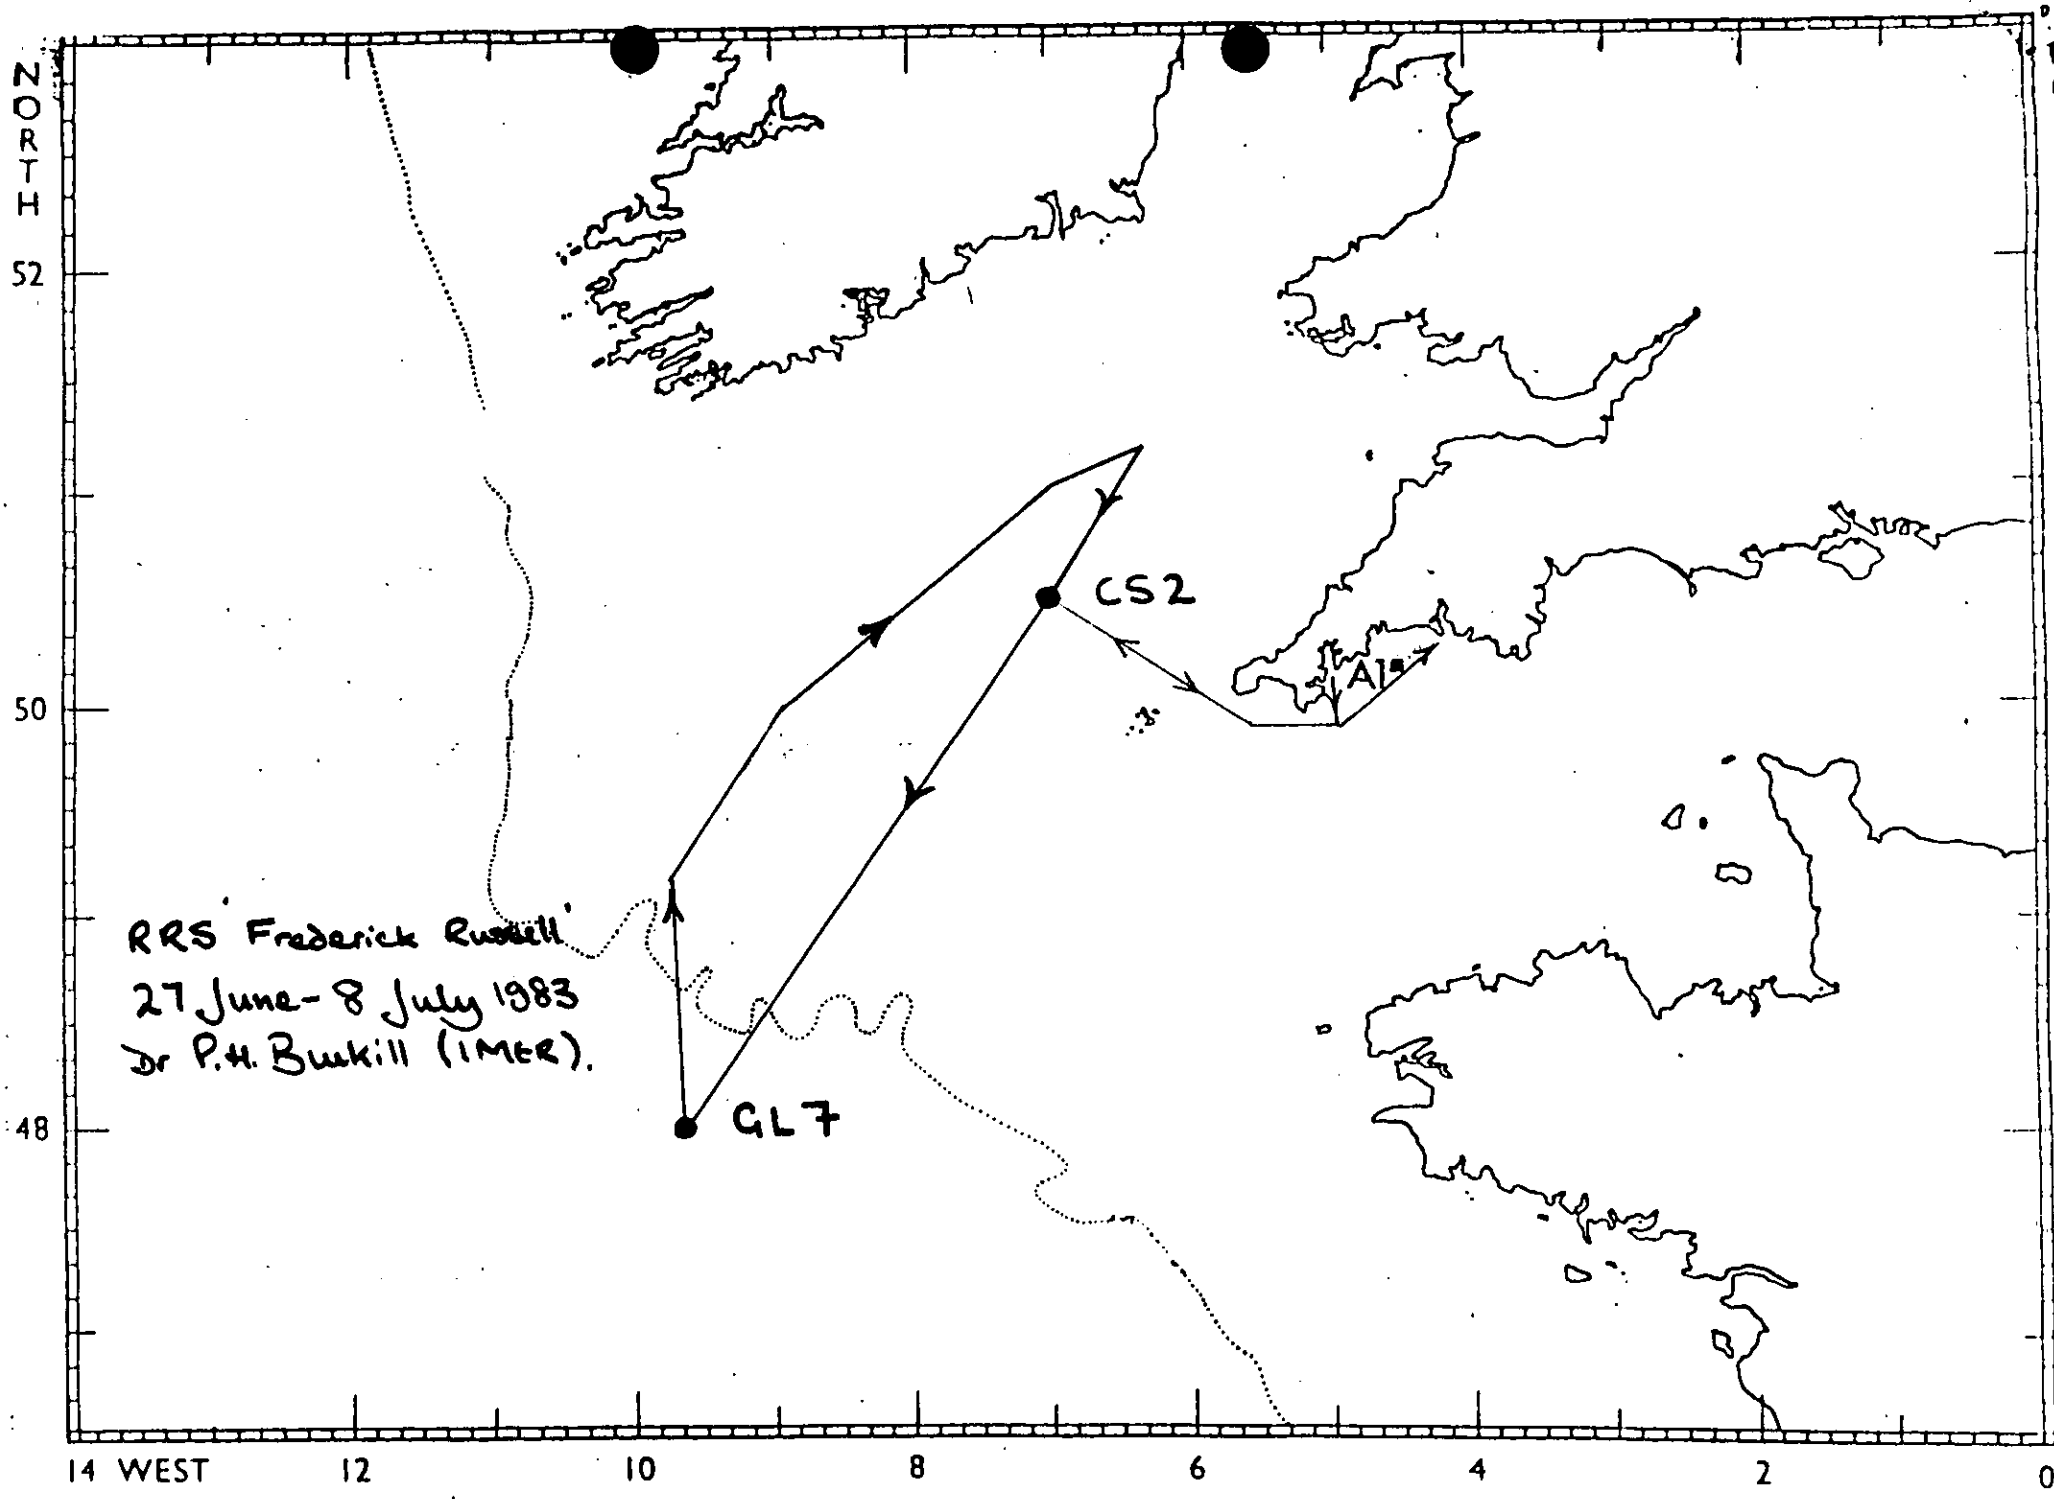 NORTH
52
50
48
CS2
A1
GL7
RRS 'Frederick Russell'
27 June - 8 July 1983
Dr P.H. Burkill (IMER).
14 WEST 12 10 8 6 4 2 0